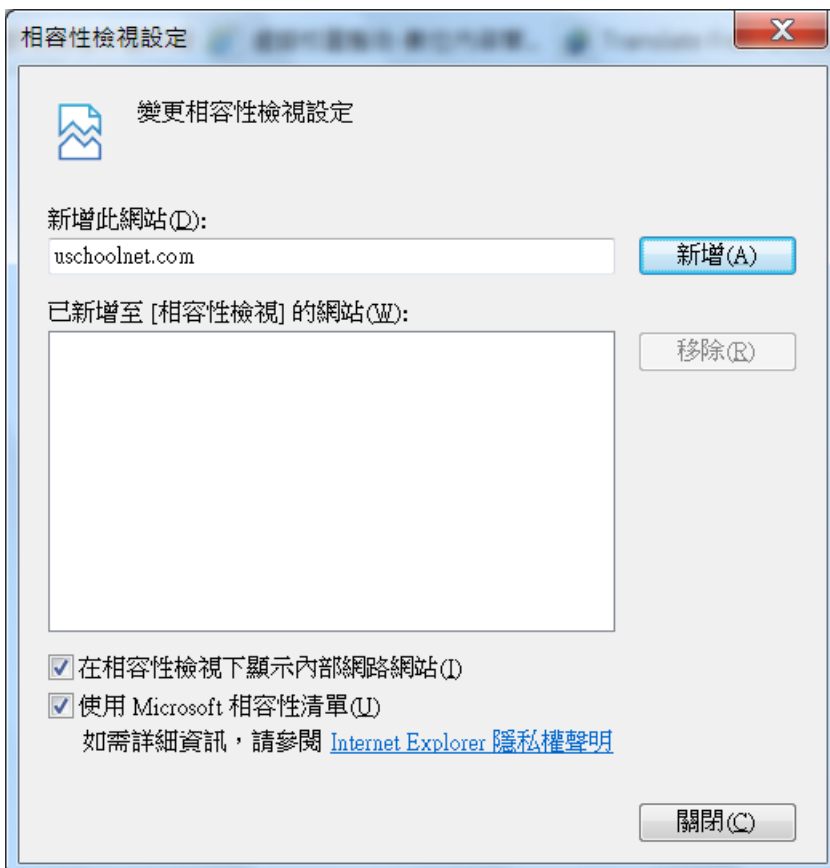 相容性檢視設定
變更相容性檢視設定
新增此網站(D):
uschoolnet.com
新增(A)
已新增至 [相容性檢視] 的網站(W):
移除(R)
在相容性檢視下顯示內部網路網站(I)
使用 Microsoft 相容性清單(U)
如需詳細資訊，請參閱 Internet Explorer 隱私權聲明
關閉(C)